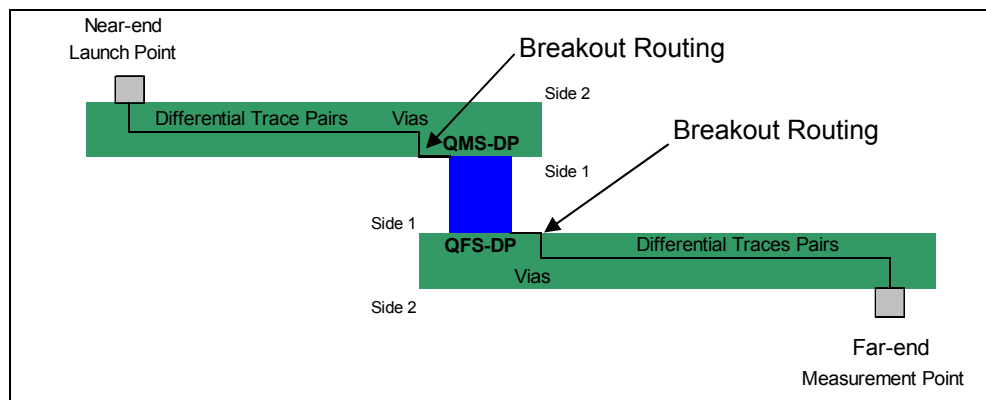 Near-end
Launch Point
Breakout Routing
Side 2
Differential Trace Pairs
Vias
QMS-DP
Breakout Routing
Side 1
Side 1
QFS-DP
Differential Traces Pairs
Vias
Side 2
Far-end
Measurement Point